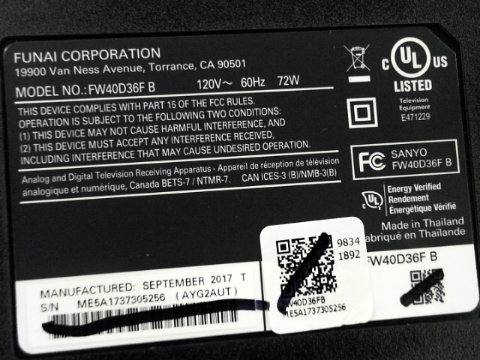 FUNAI CORPORATION
19900 Van Ness Avenue, Torrance, CA 90501
MODEL NO.: FW40D36F B 120V~ 60Hz 72W
THIS DEVICE COMPLIES WITH PART 15 OF THE FCC RULES.
OPERATION IS SUBJECT TO THE FOLLOWING TWO CONDITIONS:
(1) THIS DEVICE MAY NOT CAUSE HARMFUL INTERFERENCE, AND
(2) THIS DEVICE MUST ACCEPT ANY INTERFERENCE RECEIVED,
INCLUDING INTERFERENCE THAT MAY CAUSE UNDESIRED OPERATION.
Analog and Digital Television Receiving Apparatus - Appareil de réception de télévision
analogique et numérique, Canada BETS-7 / NTMR-7. CAN ICES-3 (B)/NMB-3(B)
C UL US
LISTED
Television
Equipment
E471229
FC SANYO
FW40D36F B
UL Energy Verified
Rendement
Énergétique Vérifié
Made in Thailand
Fabriqué en Thaïlande
FW40D36F B
MANUFACTURED: SEPTEMBER 2017 T
S/N ME5A1737305256 (AYG2AUT)
9834
1B92
FW40D36FB
ME5A1737305256